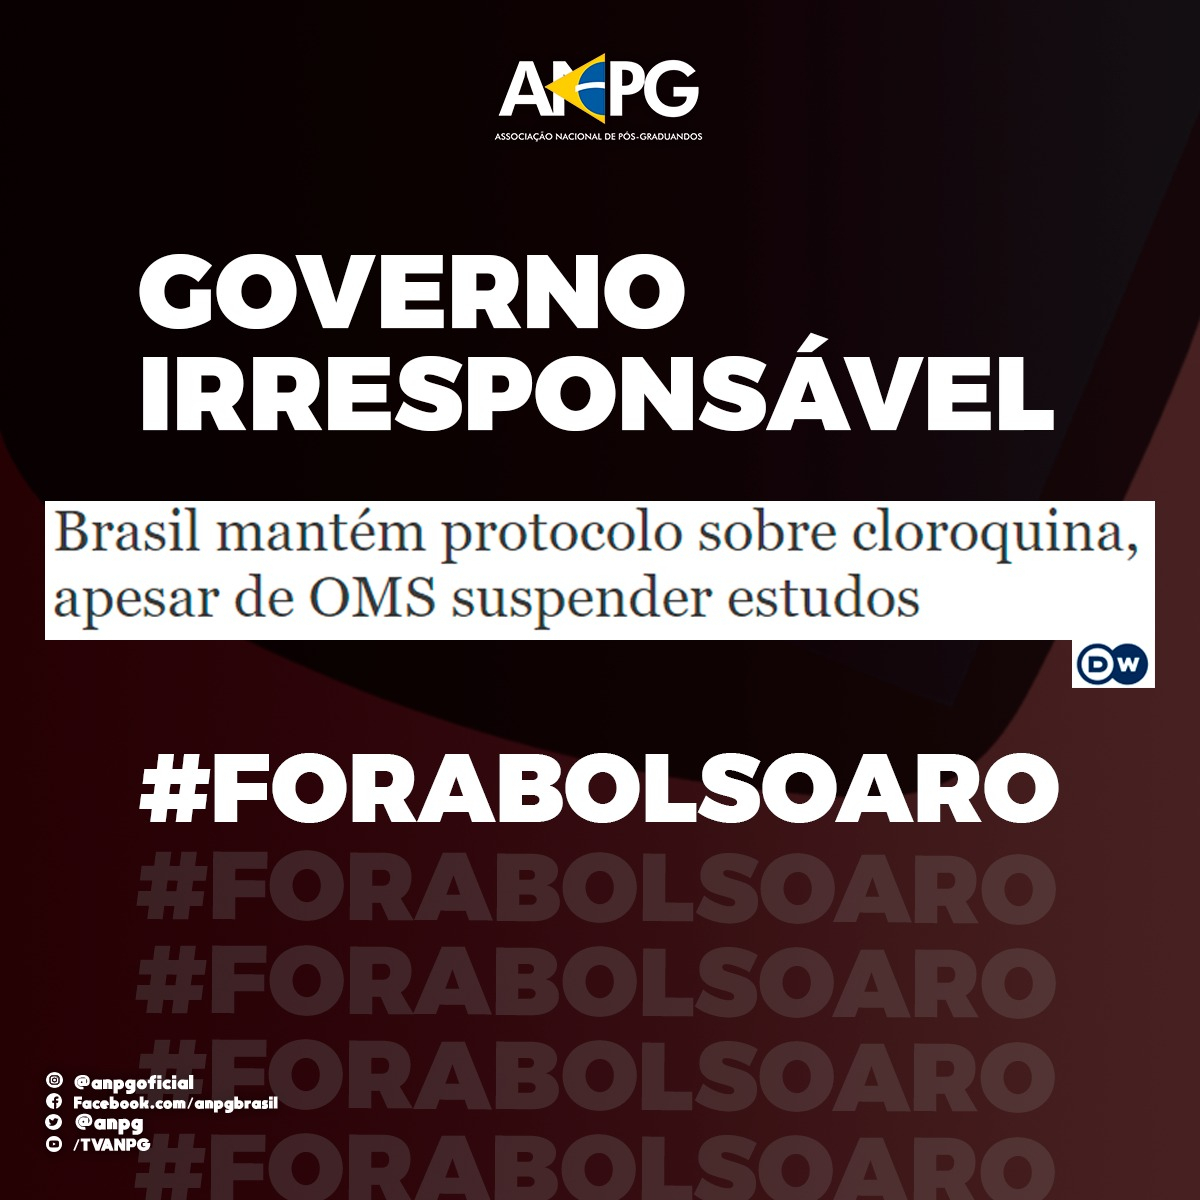 ANPG
ASSOCIAÇÃO NACIONAL DE PÓS-GRADUANDOS
GOVERNO
IRRESPONSÁVEL
Brasil mantém protocolo sobre cloroquina,
apesar de OMS suspender estudos
DW
#FORABOLSOARO
#FORABOLSOARO
#FORABOLSOARO
#FORABOLSOARO
#FORABOLSOARO
@anpgoficial
Facebook.com/anpgbrasil
@anpg
/TVANPG